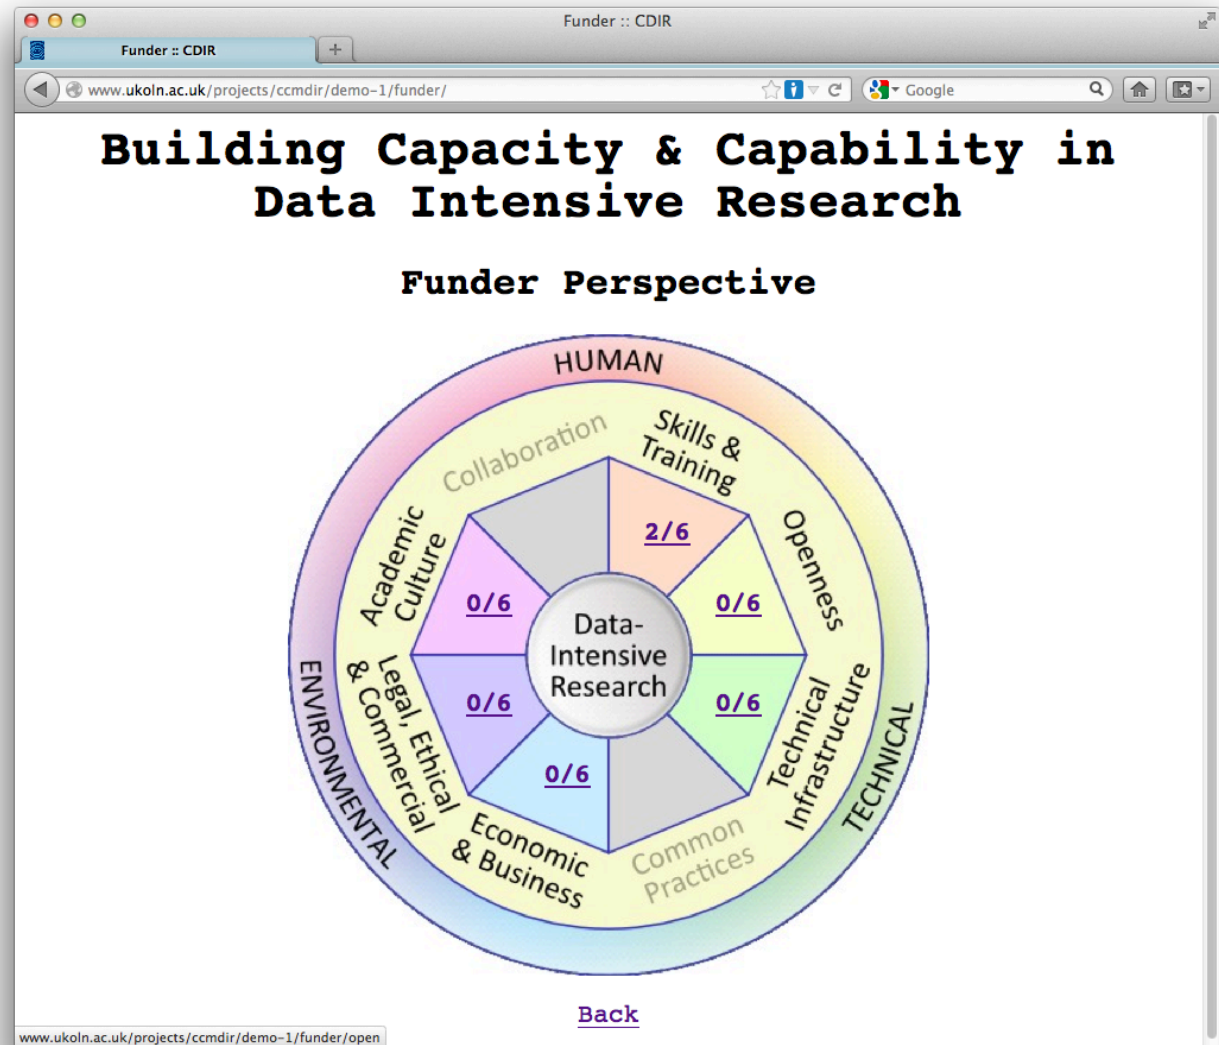 Funder :: CDIR
Funder :: CDIR
+
www.ukoln.ac.uk/projects/ccmdir/demo-1/funder/
Google
Building Capacity & Capability in
Data Intensive Research
Funder Perspective
HUMAN
Collaboration
Skills &
Training
Academic
Culture
Openness
2/6
0/6
0/6
Data-
Intensive
Research
0/6
0/6
0/6
ENVIRONMENTAL
Legal, Ethical
& Commercial
Technical
Infrastructure
TECHNICAL
Economic
& Business
Common
Practices
Back
www.ukoln.ac.uk/projects/ccmdir/demo-1/funder/open